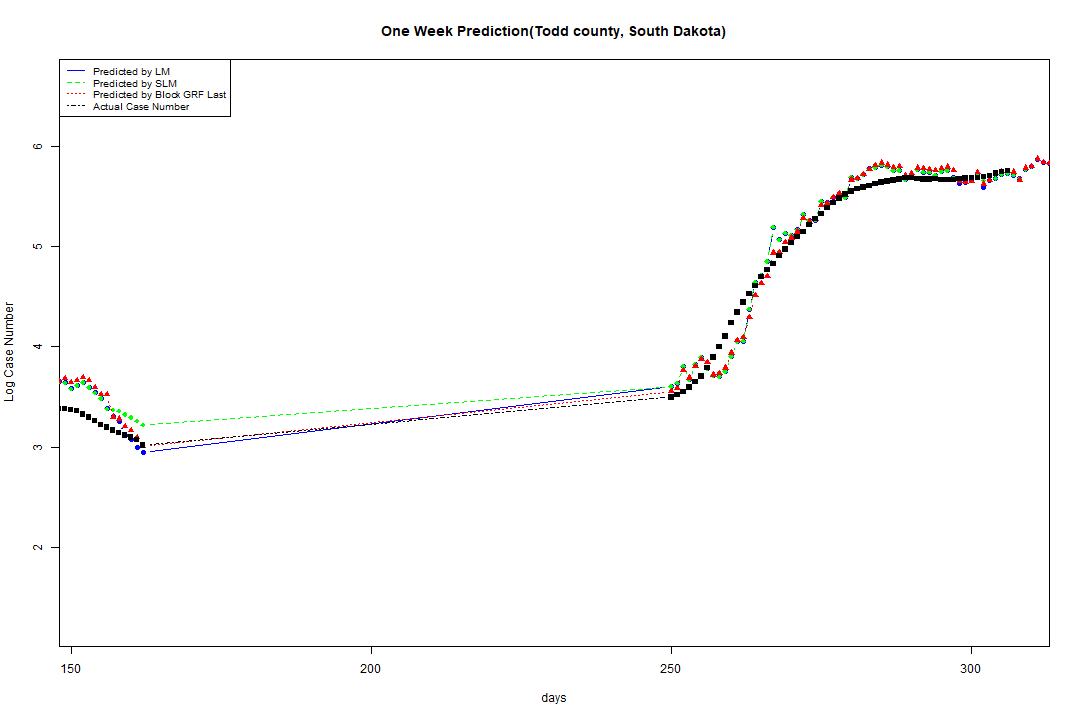 One Week Prediction(Todd county, South Dakota)
Predicted by LM
Predicted by SLM
Predicted by Block GRF Last
Actual Case Number
6
5
4
3
2
Log Case Number
150
200
250
300
days